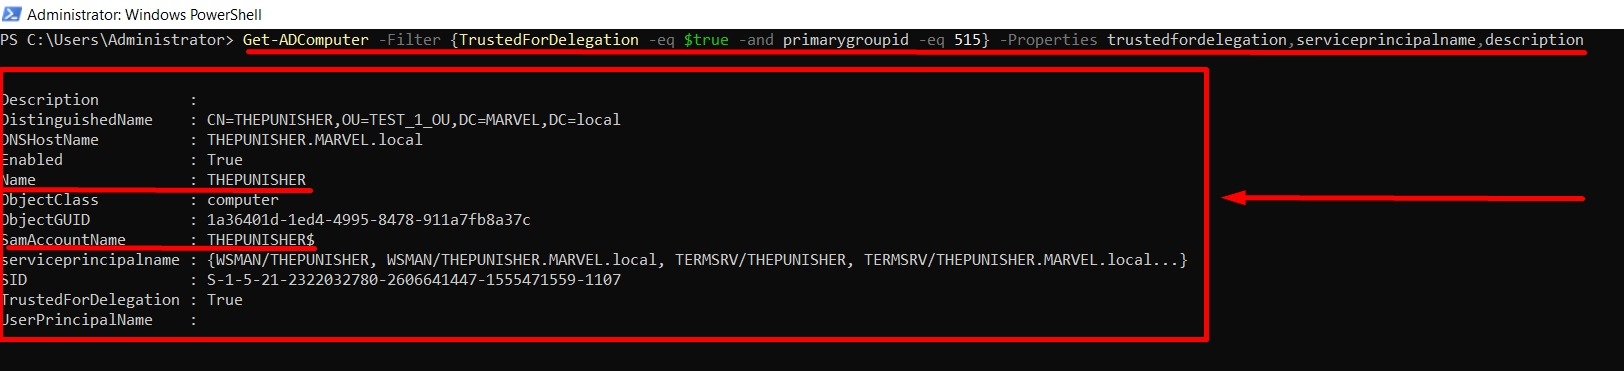 Administrator: Windows PowerShell
PS C:\Users\Administrator> Get-ADComputer -Filter {TrustedForDelegation -eq $true -and primarygroupid -eq 515} -Properties trustedfordelegation,serviceprincipalname,description
Description          :
DistinguishedName    : CN=THEPUNISHER,OU=TEST_1_OU,DC=MARVEL,DC=local
DNSHostName          : THEPUNISHER.MARVEL.local
Enabled              : True
Name                 : THEPUNISHER
ObjectClass          : computer
ObjectGUID           : 1a36401d-1ed4-4995-8478-911a7fb8a37c
SamAccountName       : THEPUNISHER$
serviceprincipalname : {WSMAN/THEPUNISHER, WSMAN/THEPUNISHER.MARVEL.local, TERMSRV/THEPUNISHER, TERMSRV/THEPUNISHER.MARVEL.local...}
SID                  : S-1-5-21-2322032780-2606641447-1555471559-1107
TrustedForDelegation : True
UserPrincipalName    :